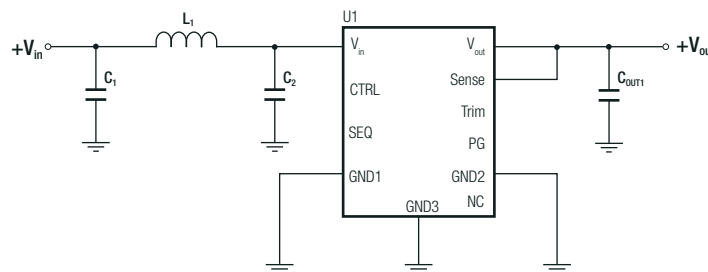 U1
L1
+Vin
Vin
Vout
C1
C2
CTRL
Sense
COUT1
Trim
SEQ
PG
GND1
GND2
GND3
NC